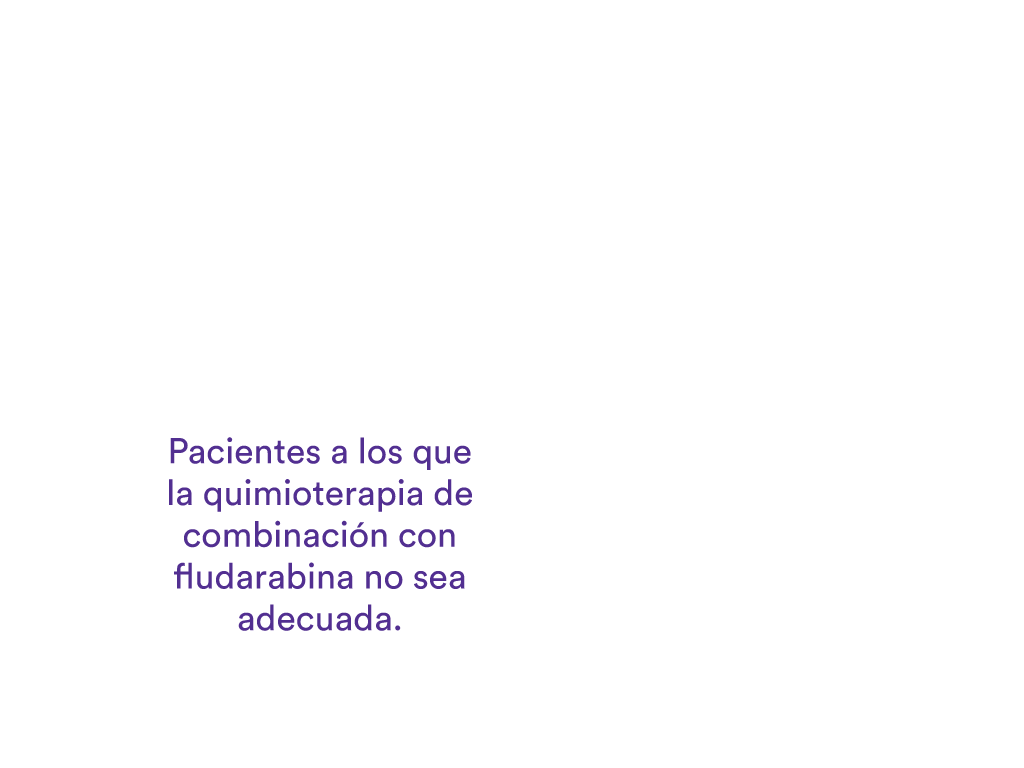 Pacientes a los que
la quimioterapia de
combinación con
fludarabina no sea
adecuada.